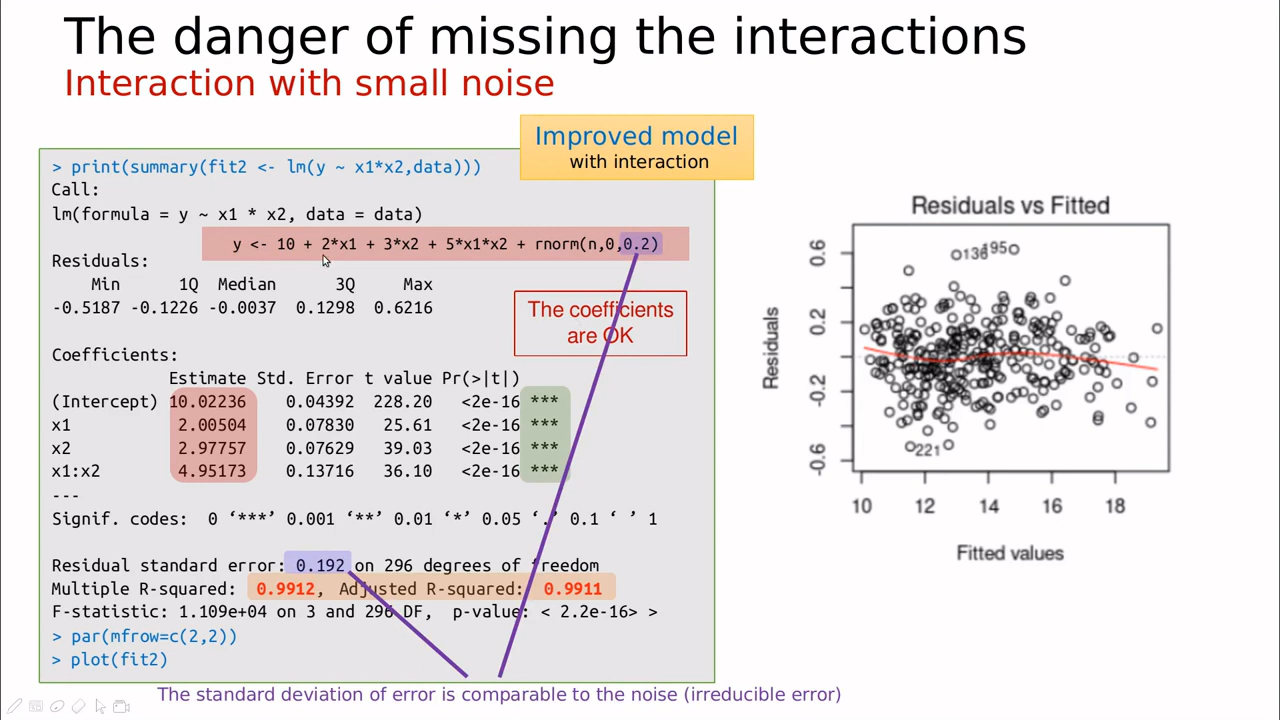 The danger of missing the interactions
Interaction with small noise
Improved model
with interaction
> print(summary(fit2 <- lm(y ~ x1*x2,data)))
Call:
lm(formula = y ~ x1 * x2, data = data)
y <- 10 + 2*x1 + 3*x2 + 5*x1*x2 + rnorm(n,0,0.2)
Residuals:
Min 1Q Median 3Q Max
-0.5187 -0.1226 -0.0037 0.1298 0.6216
The coefficients
are OK
Coefficients:
Estimate Std. Error t value Pr(>|t|)
(Intercept) 10.02236 0.04392 228.20 <2e-16 ***
x1 2.00504 0.07830 25.61 <2e-16 ***
x2 2.97757 0.07629 39.03 <2e-16 ***
x1:x2 4.95173 0.13716 36.10 <2e-16 ***
---
Signif. codes: 0 ‘***’ 0.001 ‘**’ 0.01 ‘*’ 0.05 ‘.’ 0.1 ‘ ’ 1
Residual standard error: 0.192 on 296 degrees of freedom
Multiple R-squared: 0.9912, Adjusted R-squared: 0.9911
F-statistic: 1.109e+04 on 3 and 296 DF, p-value: < 2.2e-16> >
> par(mfrow=c(2,2))
> plot(fit2)
The standard deviation of error is comparable to the noise (irreducible error)
Residuals vs Fitted
Residuals
0.6
0.2
-0.2
-0.6
136
195
221
10 12 14 16 18
Fitted values